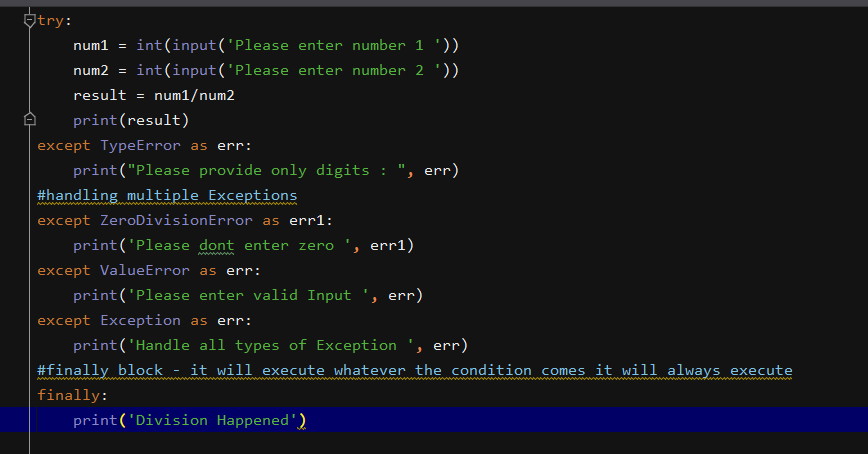 try:
    num1 = int(input('Please enter number 1 '))
    num2 = int(input('Please enter number 2 '))
    result = num1/num2
    print(result)
except TypeError as err:
    print("Please provide only digits : ", err)
#handling multiple Exceptions
except ZeroDivisionError as err1:
    print('Please dont enter zero ', err1)
except ValueError as err:
    print('Please enter valid Input ', err)
except Exception as err:
    print('Handle all types of Exception ', err)
#finally block - it will execute whatever the condition comes it will always execute
finally:
    print('Division Happened')